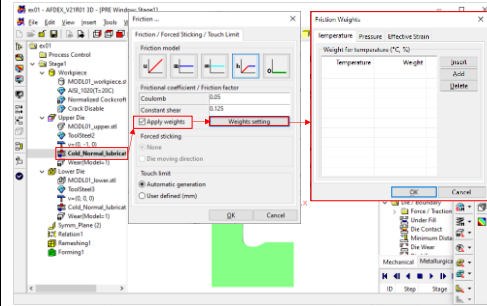 ex01 - AFDEX_V21R01 3D - [PRE Window: Stage1]
File Edit View Insert Tools
ex01
Process Control
Stage1
Workpiece
MODL01_workpiece.s
AISI_1020(T=20C)
Normalized Cockcroft
Crack Disable
Upper Die
MODL01_upper.stl
ToolSteel2
v=(0, -1, 0)
Cold_Normal_lubricat
Wear(Model=1)
Lower Die
MODL01_lower.stl
ToolSteel3
v=(0, 0, 0)
Cold_Normal_lubricat
Wear(Model=1)
Symm_Plane (2)
Relation1
Remeshing1
Forming1
Friction ...
Friction / Forced Sticking / Touch Limit
Friction model
Frictional coefficient / Friction factor
Coulomb 0.05
Constant shear 0.125
Apply weights Weights setting
Forced sticking
None
Die moving direction
Touch limit
Automatic generation
User defined (mm)
OK Cancel
Friction Weights
Temperature Pressure Effective Strain
Weight for temperature (°C, %)
Temperature Weight
Insert
Add
Delete
OK Cancel
Die / Boundary
Force / Traction
Under Fill
Die Contact
Minimum Dista
Die Wear
Mechanical Metallurgica
ID Step Stage